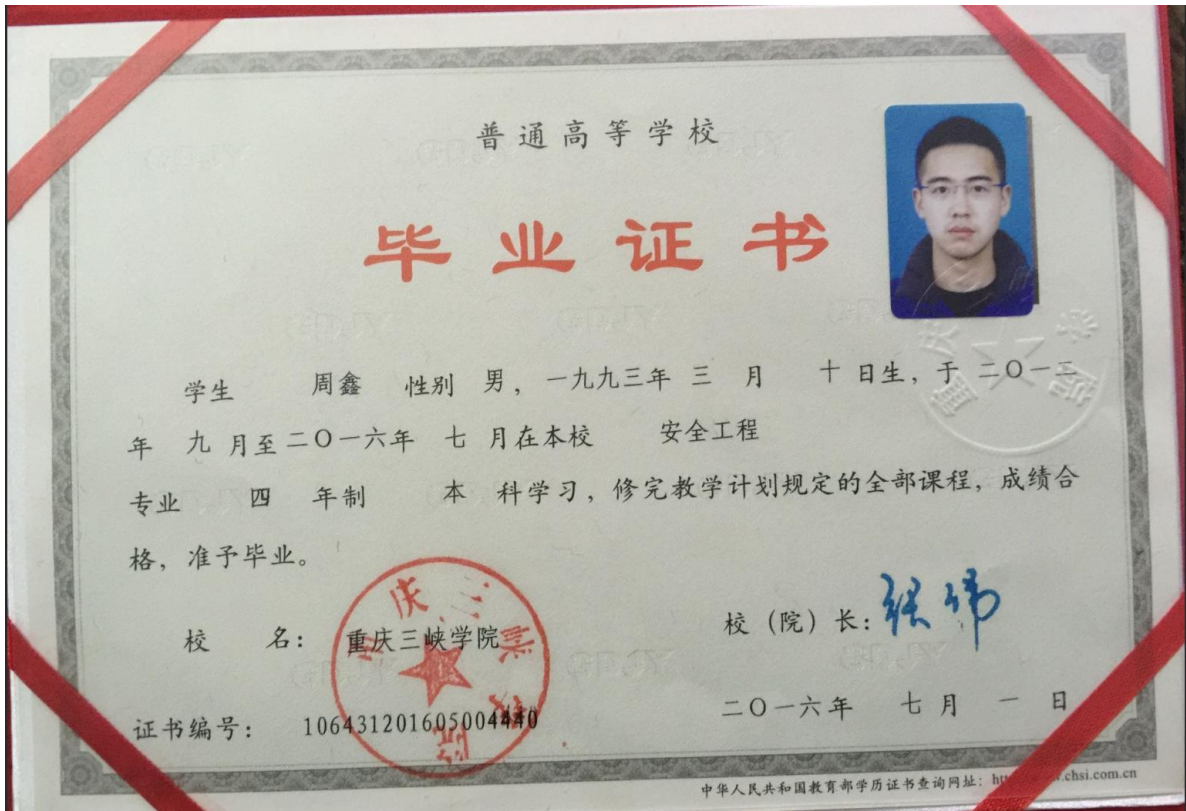 普通高等学校
毕业证书
学生 周鑫 性别 男，一九九三年 三 月 十 日生，于 二〇一二
年 九 月至二〇一六年 七 月在本校 安全工程
专业 四 年制 本 科学习，修完教学计划规定的全部课程，成绩合
格，准予毕业。
校 名： 重庆三峡学院
校（院）长：张伟
证书编号： 106431201605004440
二〇一六年 七 月 一 日
中华人民共和国教育部学历证书查询网址：